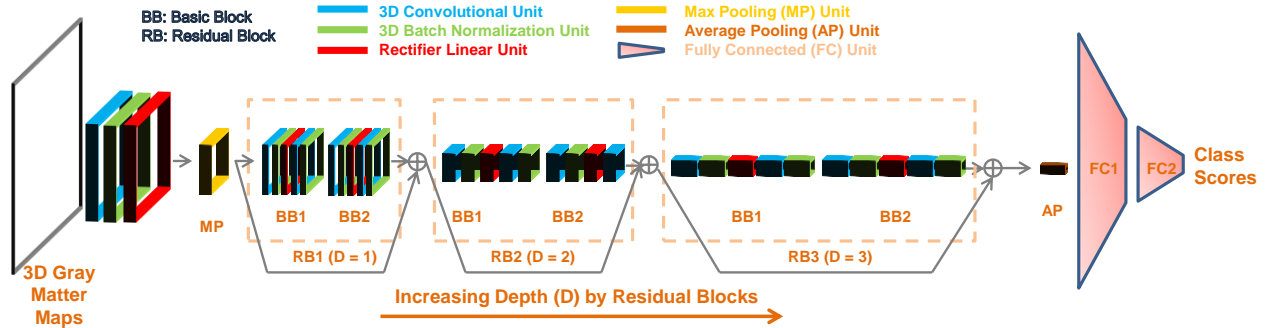 BB: Basic Block
RB: Residual Block
3D Convolutional Unit
3D Batch Normalization Unit
Rectifier Linear Unit
Max Pooling (MP) Unit
Average Pooling (AP) Unit
Fully Connected (FC) Unit
3D Gray
Matter
Maps
MP
BB1
BB2
RB1 (D = 1)
BB1
BB2
RB2 (D = 2)
BB1
BB2
RB3 (D = 3)
AP
FC1
FC2
Class
Scores
Increasing Depth (D) by Residual Blocks